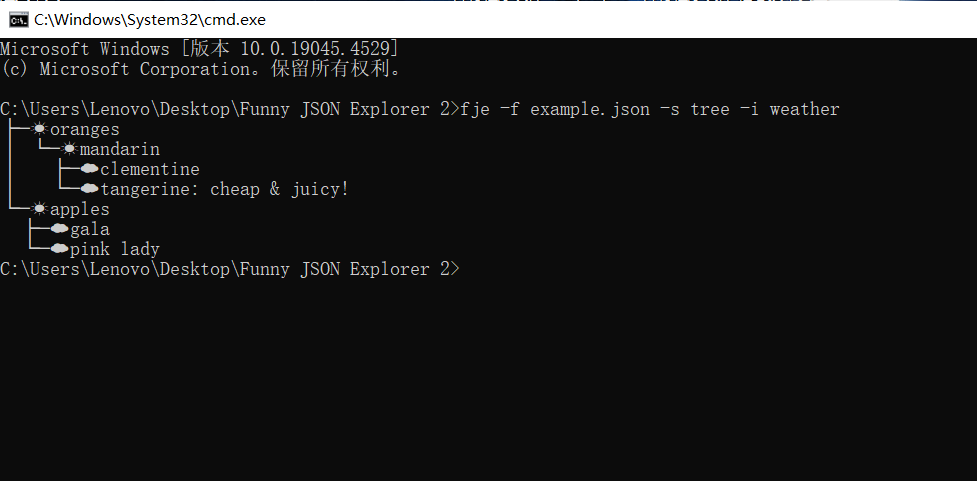 C:\Windows\System32\cmd.exe
Microsoft Windows [版本 10.0.19045.4529]
(c) Microsoft Corporation。保留所有权利。
C:\Users\Lenovo\Desktop\Funny JSON Explorer 2>fje -f example.json -s tree -i weather
├─☀oranges
│  └─☀mandarin
│    ├─☁clementine
│    └─☁tangerine: cheap & juicy!
└─☀apples
  ├─☁gala
  └─☁pink lady
C:\Users\Lenovo\Desktop\Funny JSON Explorer 2>